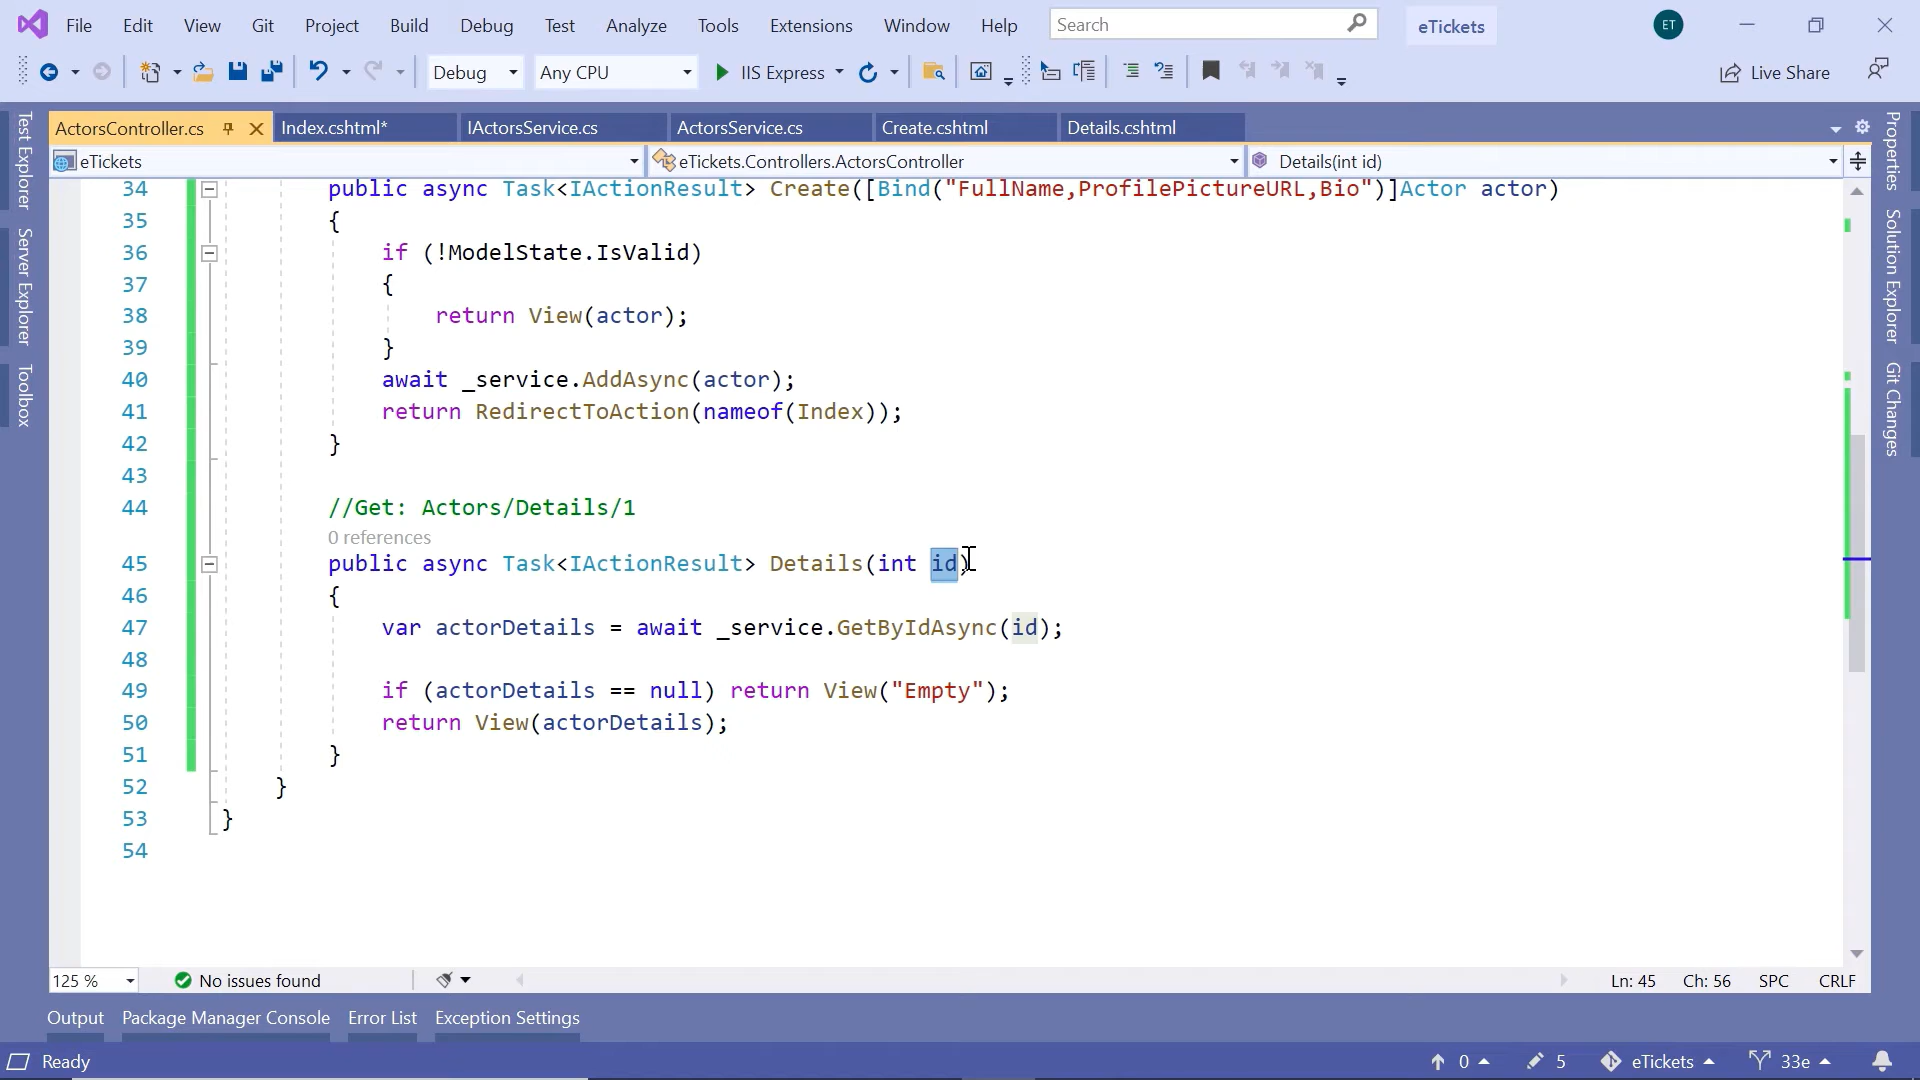 File Edit View Git Project Build Debug Test Analyze Tools Extensions Window Help Search eTickets ET
Debug Any CPU IIS Express Live Share
ActorsController.cs Index.cshtml* IActorsService.cs ActorsService.cs Create.cshtml Details.cshtml
eTickets eTickets.Controllers.ActorsController Details(int id)
Test Explorer
Server Explorer
Toolbox
Properties
Solution Explorer
Git Changes
34 public async Task<IActionResult> Create([Bind("FullName,ProfilePictureURL,Bio")]Actor actor)
35 {
36 if (!ModelState.IsValid)
37 {
38 return View(actor);
39 }
40 await _service.AddAsync(actor);
41 return RedirectToAction(nameof(Index));
42 }
43
44 //Get: Actors/Details/1
0 references
45 public async Task<IActionResult> Details(int id)
46 {
47 var actorDetails = await _service.GetByIdAsync(id);
48
49 if (actorDetails == null) return View("Empty");
50 return View(actorDetails);
51 }
52 }
53 }
54
125 % No issues found Ln: 45 Ch: 56 SPC CRLF
Output Package Manager Console Error List Exception Settings
Ready 0 5 eTickets 33e